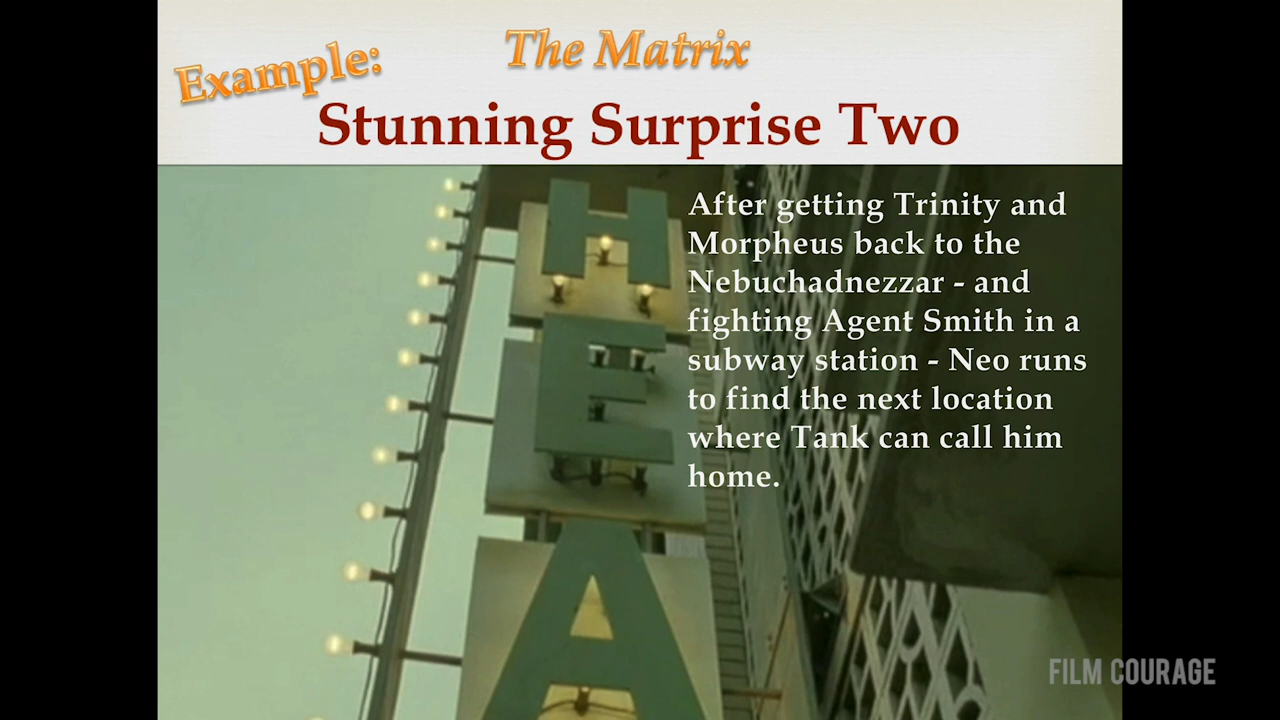 Example:
The Matrix
Stunning Surprise Two
After getting Trinity and
Morpheus back to the
Nebuchadnezzar - and
fighting Agent Smith in a
subway station - Neo runs
to find the next location
where Tank can call him
home.
H
E
A
FILM COURAGE